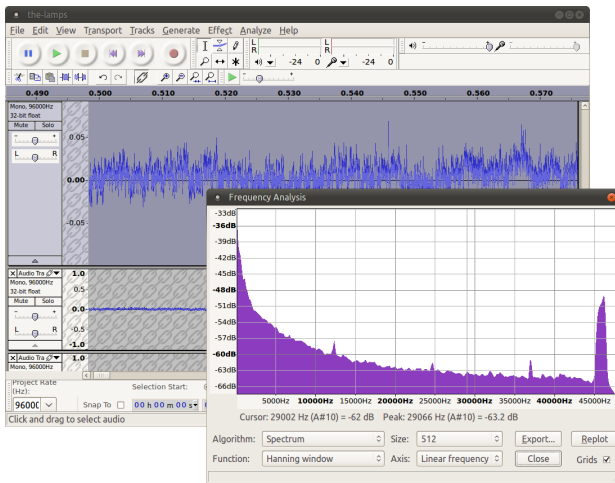 the-lamps
File Edit View Transport Tracks Generate Effect Analyze Help
L R -24 0 L R -24 0
0.490 0.500 0.510 0.520 0.530 0.540 0.550 0.560 0.570
Mono, 96000Hz
32-bit float
Mute Solo
- +
L R
0.05
0.00
-0.05
Frequency Analysis
-33dB
-36dB
-39dB
-42dB
-45dB
-48dB
-51dB
-54dB
-57dB
-60dB
-63dB
-66dB
5000Hz 10000Hz 15000Hz 20000Hz 25000Hz 30000Hz 35000Hz 40000Hz 45000Hz
X Audio Tra
Mono, 96000Hz
32-bit float
Mute Solo
- +
L R
1.0
0.5
0.0
-0.5
-1.0
X Audio Tra 1.0
Mono, 96000Hz
Project Rate (Hz):
Selection Start:
96000 Snap To 00 h 00 m 00 s
Click and drag to select audio
Cursor: 29002 Hz (A#10) = -62 dB Peak: 29066 Hz (A#10) = -63.2 dB
Algorithm: Spectrum Size: 512 Export... Replot
Function: Hanning window Axis: Linear frequency Close Grids